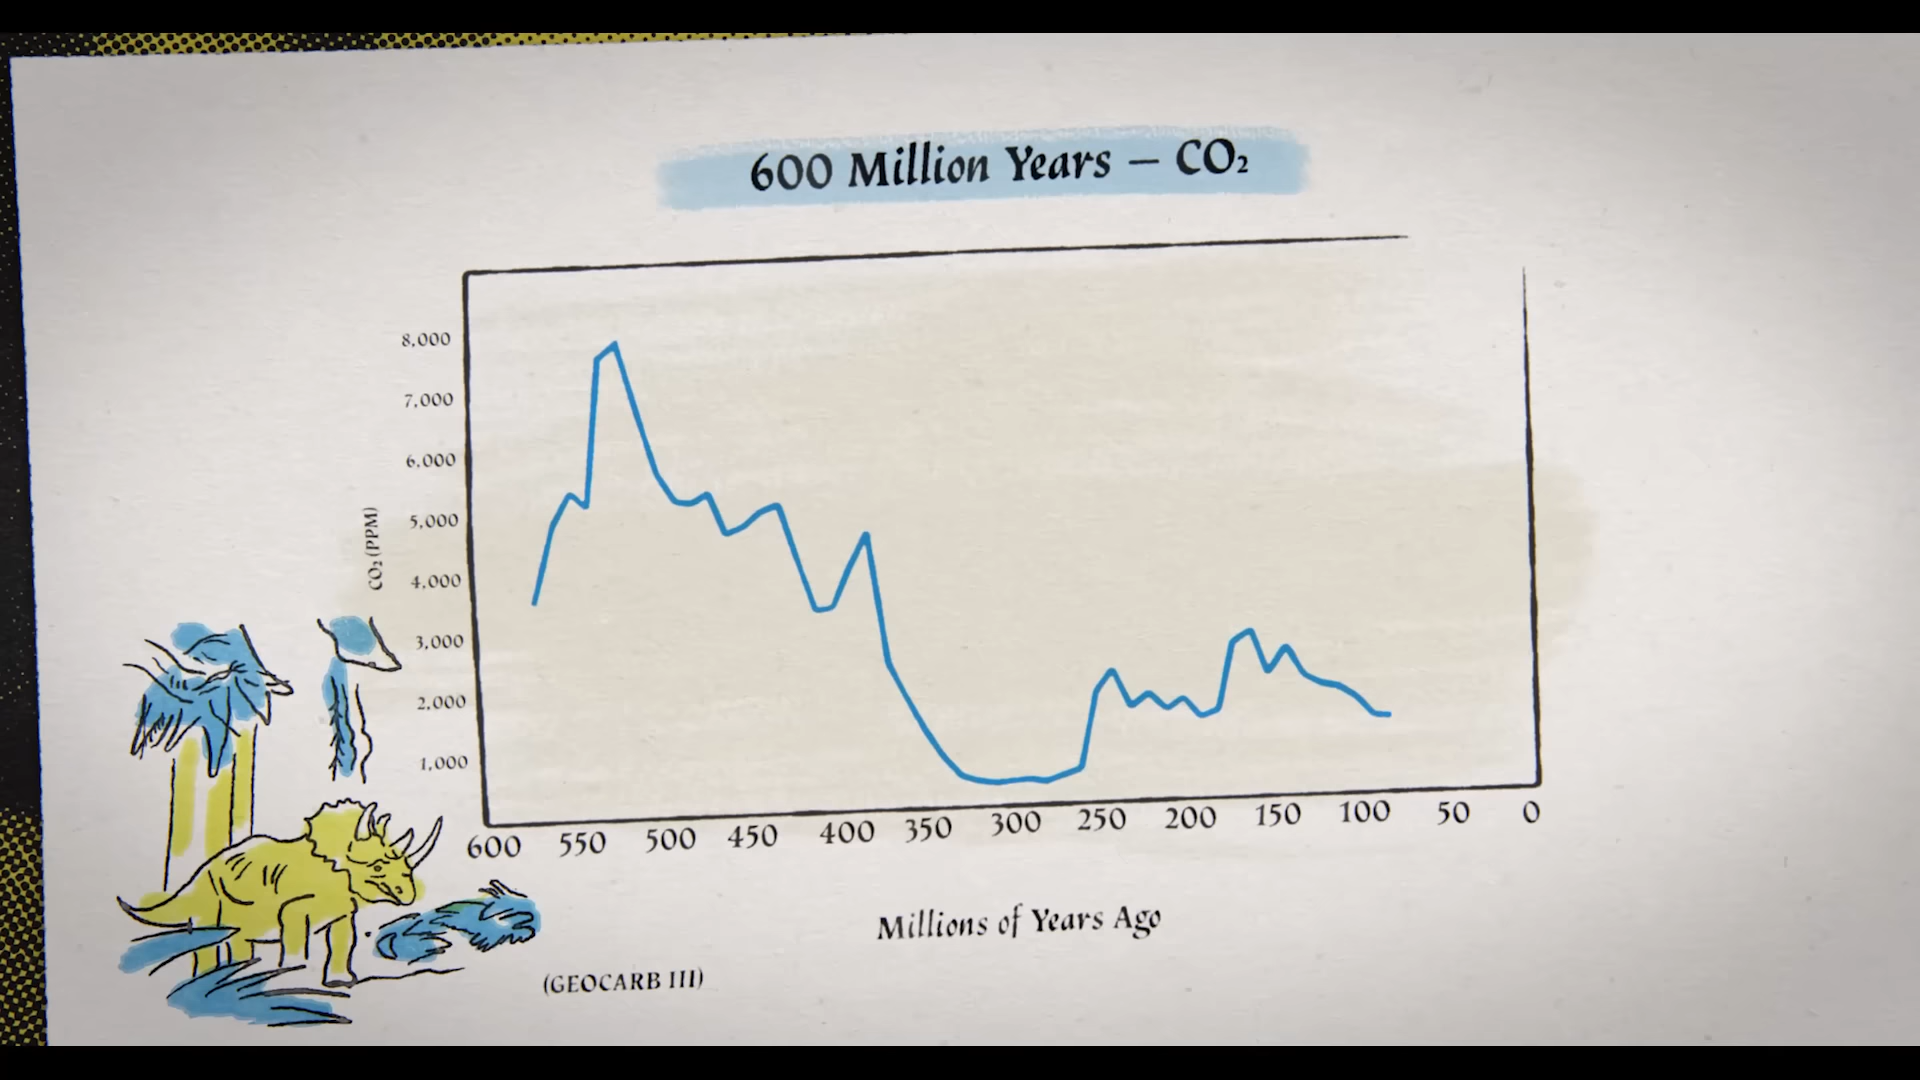 600 Million Years – CO₂
8,000
7,000
6,000
5,000
4,000
3,000
2,000
1,000
CO₂ (PPM)
600 550 500 450 400 350 300 250 200 150 100 50 0
Millions of Years Ago
(GEOCARB III)